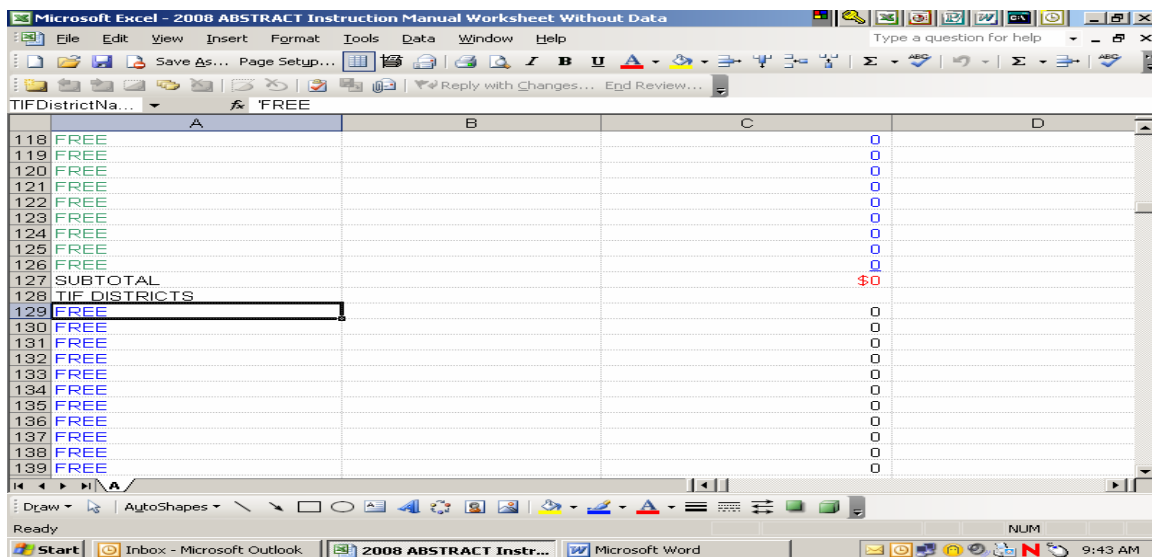 Microsoft Excel - 2008 ABSTRACT Instruction Manual Worksheet Without Data
File Edit View Insert Format Tools Data Window Help Type a question for help
Save As... Page Setup... I B U A Σ ABC Σ ABC
Reply with Changes... End Review...
TIFDistrictNa... fx 'FREE
A B C D
118 FREE 0
119 FREE 0
120 FREE 0
121 FREE 0
122 FREE 0
123 FREE 0
124 FREE 0
125 FREE 0
126 FREE 0
127 SUBTOTAL $0
128 TIF DISTRICTS
129 FREE 0
130 FREE 0
131 FREE 0
132 FREE 0
133 FREE 0
134 FREE 0
135 FREE 0
136 FREE 0
137 FREE 0
138 FREE 0
139 FREE 0
A
Draw AutoShapes A A
Ready NUM
Start Inbox - Microsoft Outlook 2008 ABSTRACT Instr... Microsoft Word N 9:43 AM